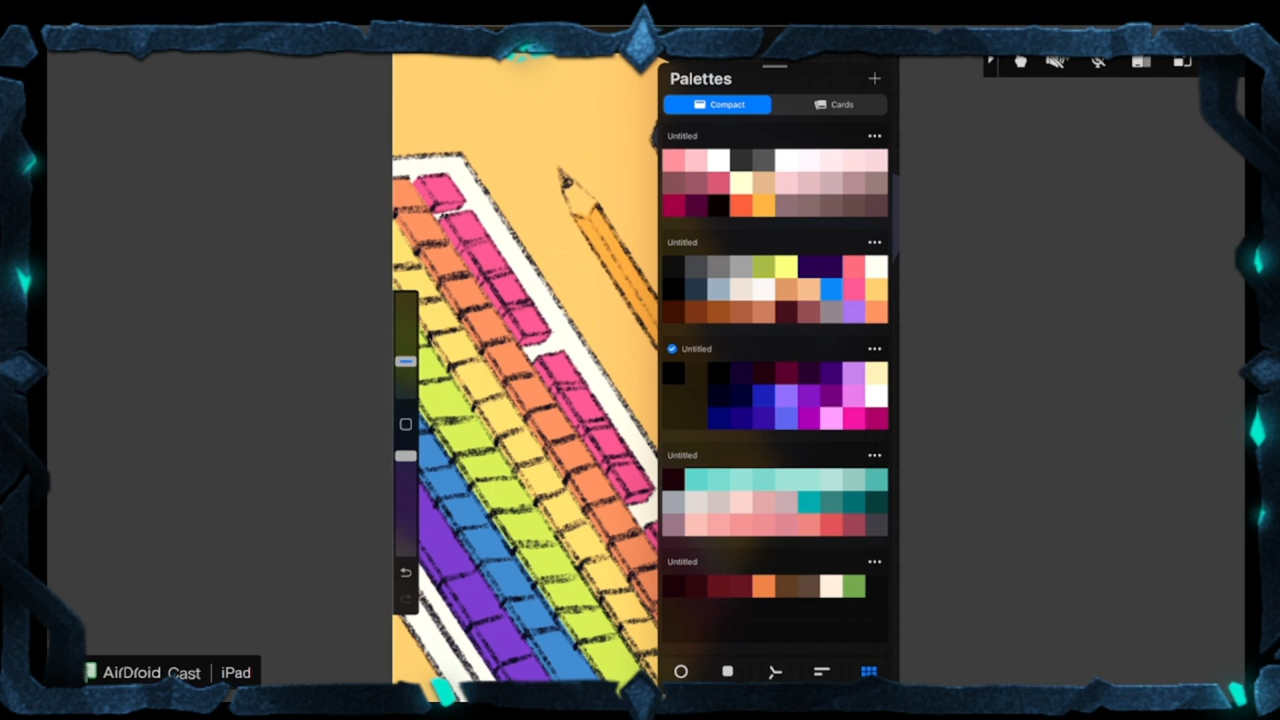 Palettes
Compact
Cards
Untitled
Untitled
Untitled
Untitled
Untitled
AirDroid Cast | iPad